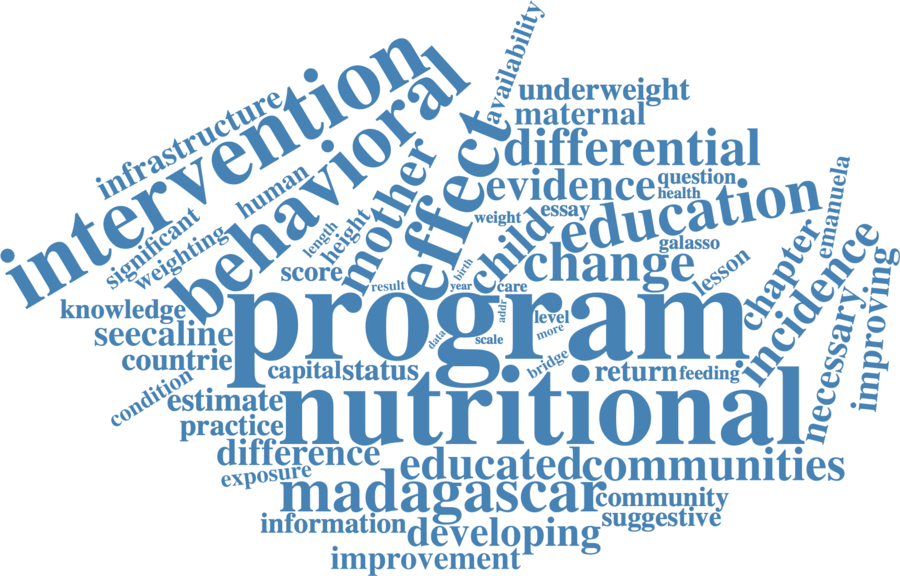 availability
underweight
maternal
intervention
behavioral
infrastructure
effect
differential
evidence
question
health
education
human
mother
significant
weighting
length
height
weight
essay
child
galasso
emanuela
score
change
lesson
chapter
incidence
necessary
improving
result
birth
year
care
knowledge
seecaline
countrie
program
addr
level
more
data
scale
bridge
capital
status
return
feeding
condition
estimate
practice
nutritional
difference
exposure
educated
communities
madagascar
community
suggestive
information
developing
improvement